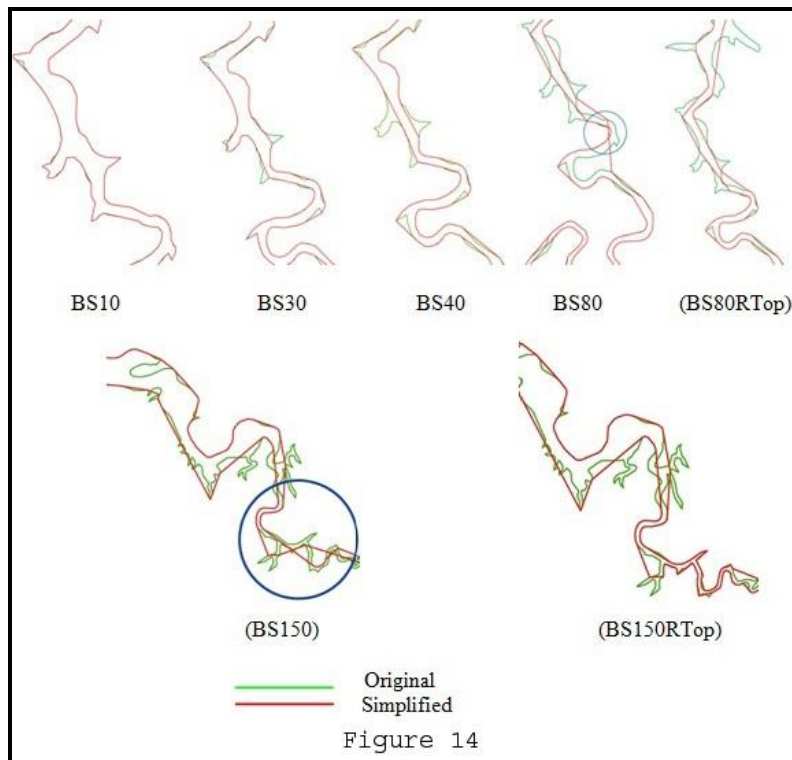 BS10 BS30 BS40 BS80 (BS80RTop)
(BS150) (BS150RTop)
Original
Simplified
Figure 14